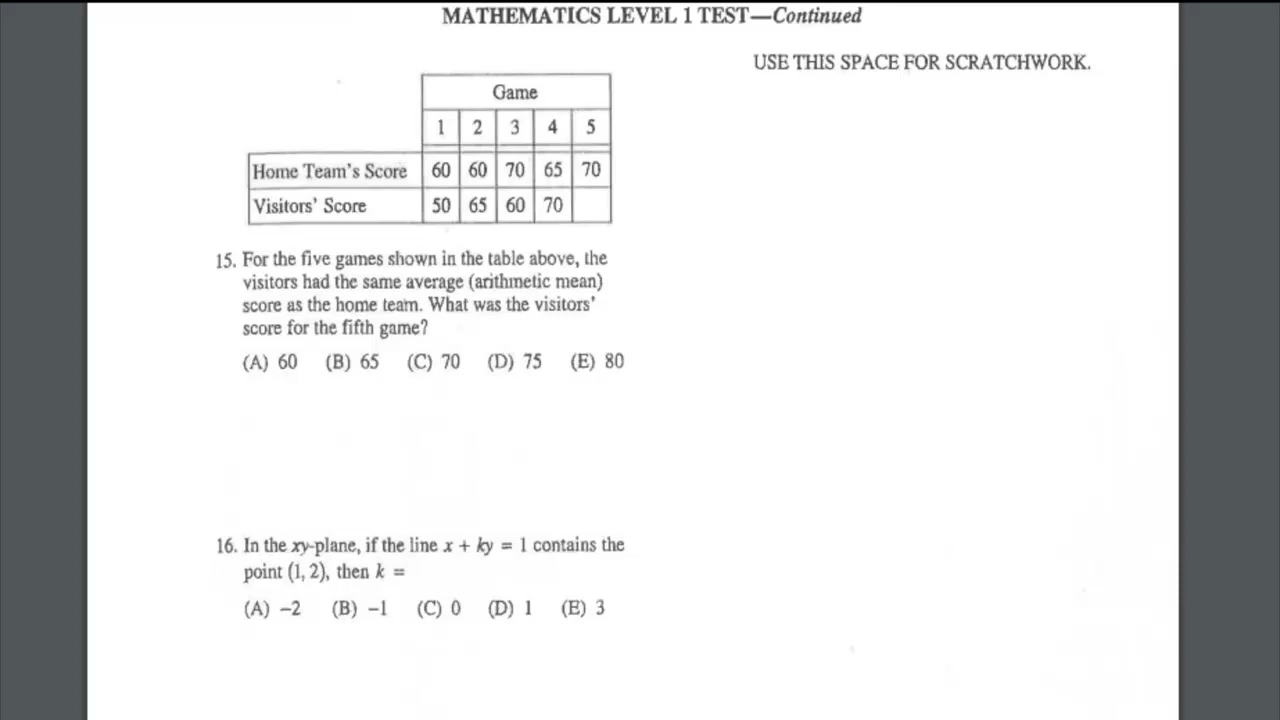 MATHEMATICS LEVEL 1 TEST—Continued
USE THIS SPACE FOR SCRATCHWORK.
Game
1 2 3 4 5
Home Team's Score 60 60 70 65 70
Visitors' Score 50 65 60 70
15. For the five games shown in the table above, the
visitors had the same average (arithmetic mean)
score as the home team. What was the visitors'
score for the fifth game?
(A) 60 (B) 65 (C) 70 (D) 75 (E) 80
16. In the xy-plane, if the line x + ky = 1 contains the
point (1, 2), then k =
(A) –2 (B) –1 (C) 0 (D) 1 (E) 3